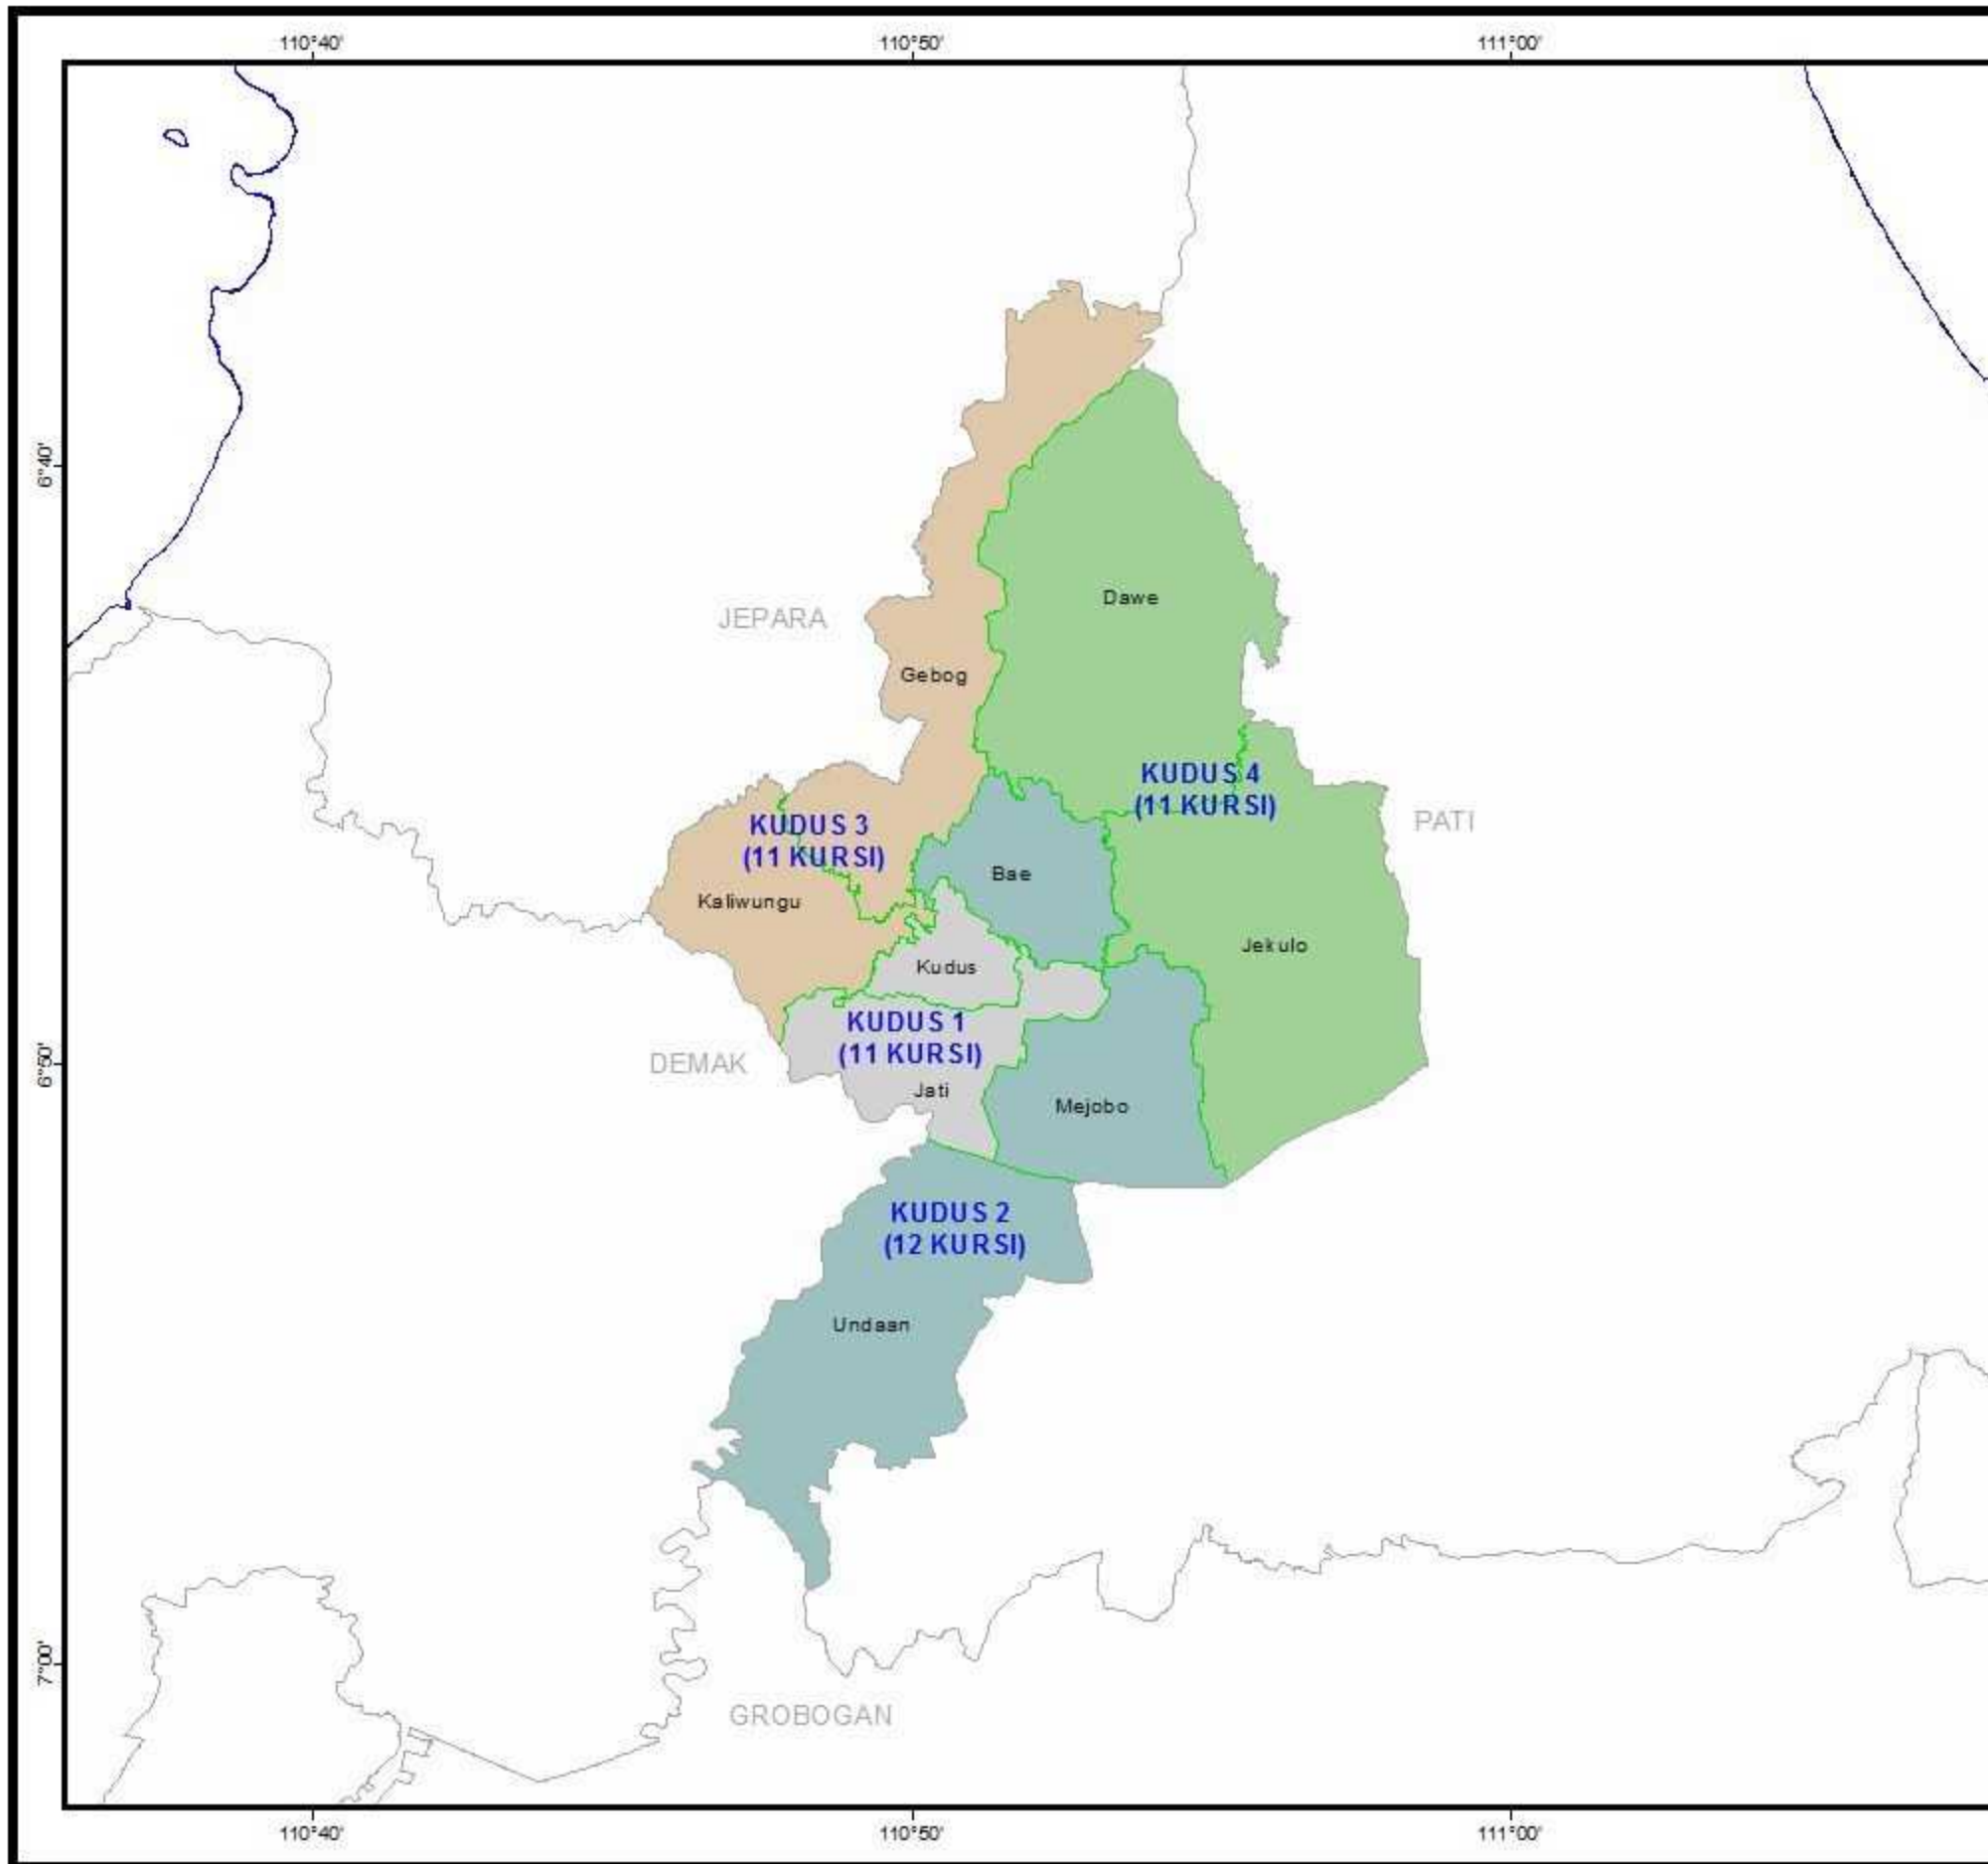 110°40'
110°50'
111°00'
6°40'
Dawe
JEPARA
Gebog
KUDUS 4
(11 KURSI)
PATI
KUDUS 3
(11 KURSI)
Bae
Kaliwungu
Jekulo
Kudus
KUDUS 1
(11 KURSI)
6°50'
DEMAK
Jati
Mejobo
KUDUS 2
(12 KURSI)
Undaan
7°00'
GROBOGAN
110°40'
110°50'
111°00'